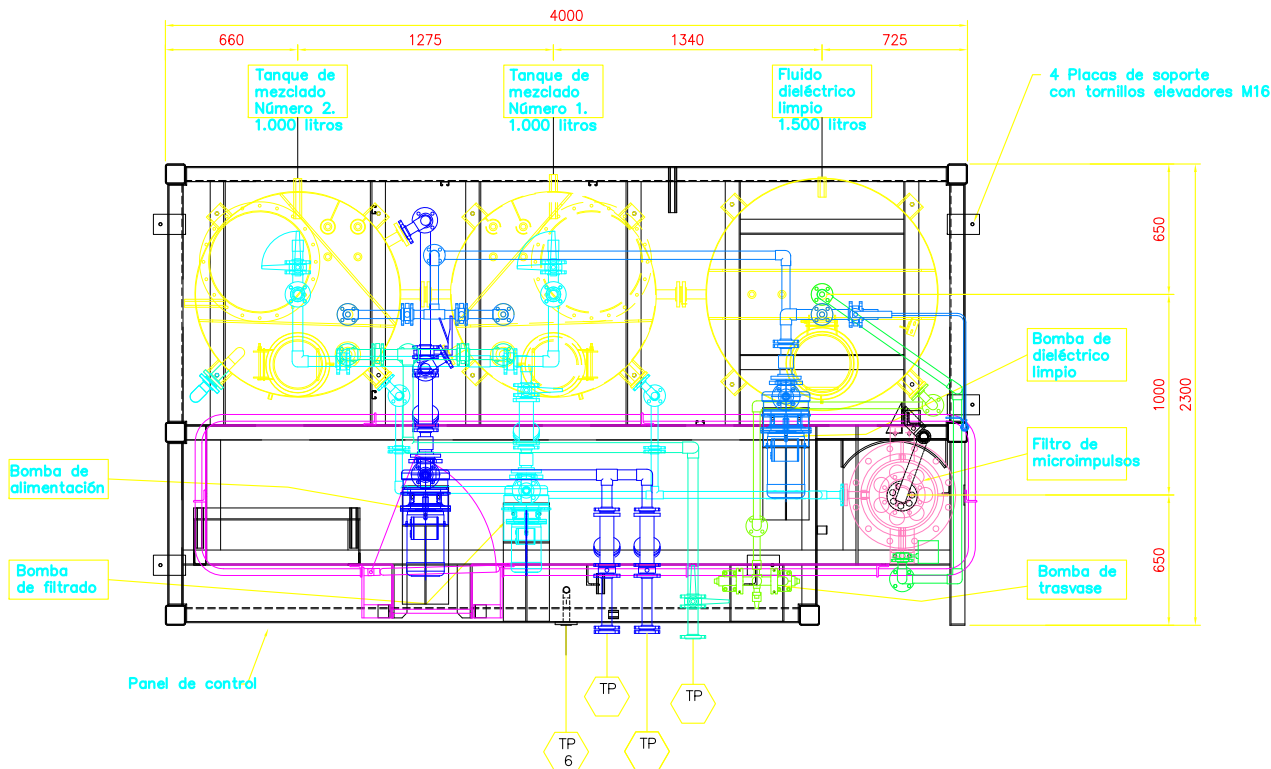 4000
660
1275
1340
725
Tanque de
mezclado
Número 2.
1.000 litros
Tanque de
mezclado
Número 1.
1.000 litros
Fluido
dieléctrico
limpio
1.500 litros
4 Placas de soporte
con tornillos elevadores M16
650
1000
2300
650
Bomba de
dieléctrico
limpio
Filtro de
microimpulsos
Bomba de
trasvase
Bomba de
alimentación
Bomba
de filtrado
Panel de control
TP
TP
TP
6
TP